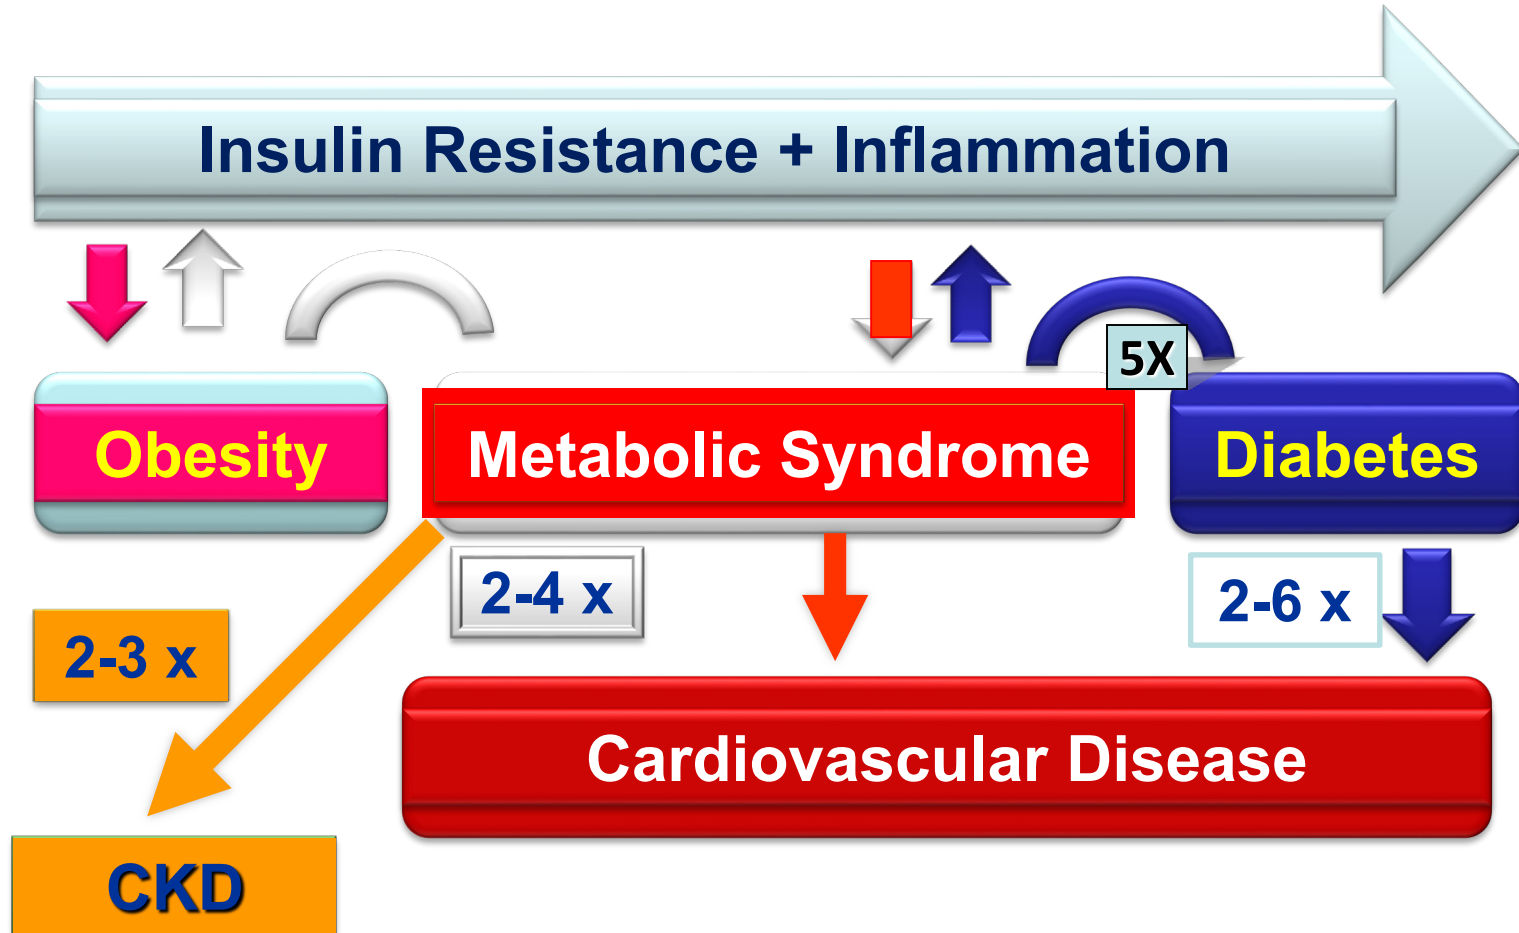 Insulin Resistance + Inflammation
5X
Obesity
Metabolic Syndrome
Diabetes
2-4 x
2-6 x
2-3 x
Cardiovascular Disease
CKD